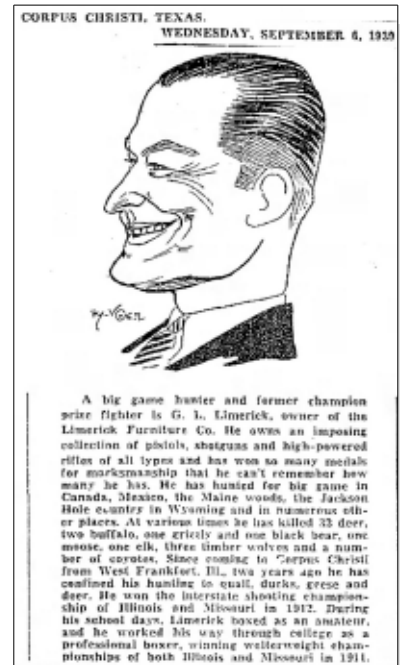 CORPUS CHRISTI, TEXAS.
WEDNESDAY, SEPTEMBER 6, 1939
A big game hunter and former champion
prize fighter is G. L. Limerick, owner of the
Limerick Furniture Co. He owns an imposing
collection of pistols, shotguns and high-powered
rifles of all types and has won so many medals
for marksmanship that he can't remember how
many he has. He has hunted for big game in
Canada, Mexico, the Maine woods, the Jackson
Hole country in Wyoming and in numerous oth-
er places. At various times he has killed 33 deer,
two buffalo, one grizzly and one black bear, one
moose, one elk, three timber wolves and a num-
ber of coyotes. Since coming to Corpus Christi
from West Frankfort, Ill., two years ago he has
confined his hunting to quail, ducks, geese and
deer. He won the interstate shooting champion-
ship of Illinois and Missouri in 1912. During
his school days, Limerick boxed as an amateur,
and he worked his way through college as a
professional boxer, winning welterweight cham-
pionships of both Illinois and Missouri in 1911.